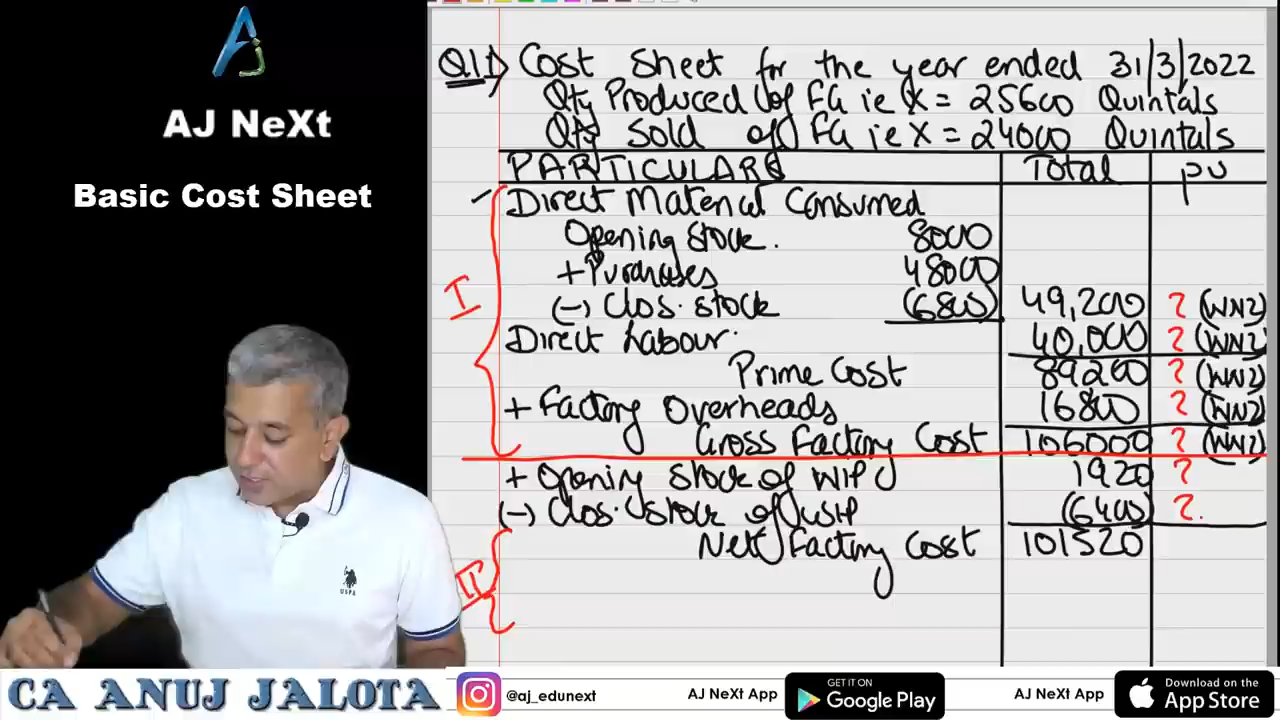 AJ NeXt
Basic Cost Sheet
Q11) Cost Sheet for the year ended 31/3/2022
Qty Produced of FG ie X = 25600 Quintals
Qty Sold of FG ie X = 24000 Quintals
PARTICULARS Total pu
Direct Material Consumed
Opening stock. 8000
+ Purchases 48000
(-) Clos. stock (6800) 49,200 ? (WN2)
Direct Labour 40,000 ? (WN2)
Prime Cost 89200 ? (WN2)
+ Factory Overheads 16800 ? (WN2)
Gross Factory Cost 106000 ? (WN2)
+ Opening Stock of WIP 1920 ?
(-) Clos. Stock of WIP (6400) ?.
Nett Factory Cost 101520
I
II
USPA
CA ANUJ JALOTA
@aj_edunext
AJ NeXt App
GET IT ON
Google Play
AJ NeXt App
Download on the
App Store